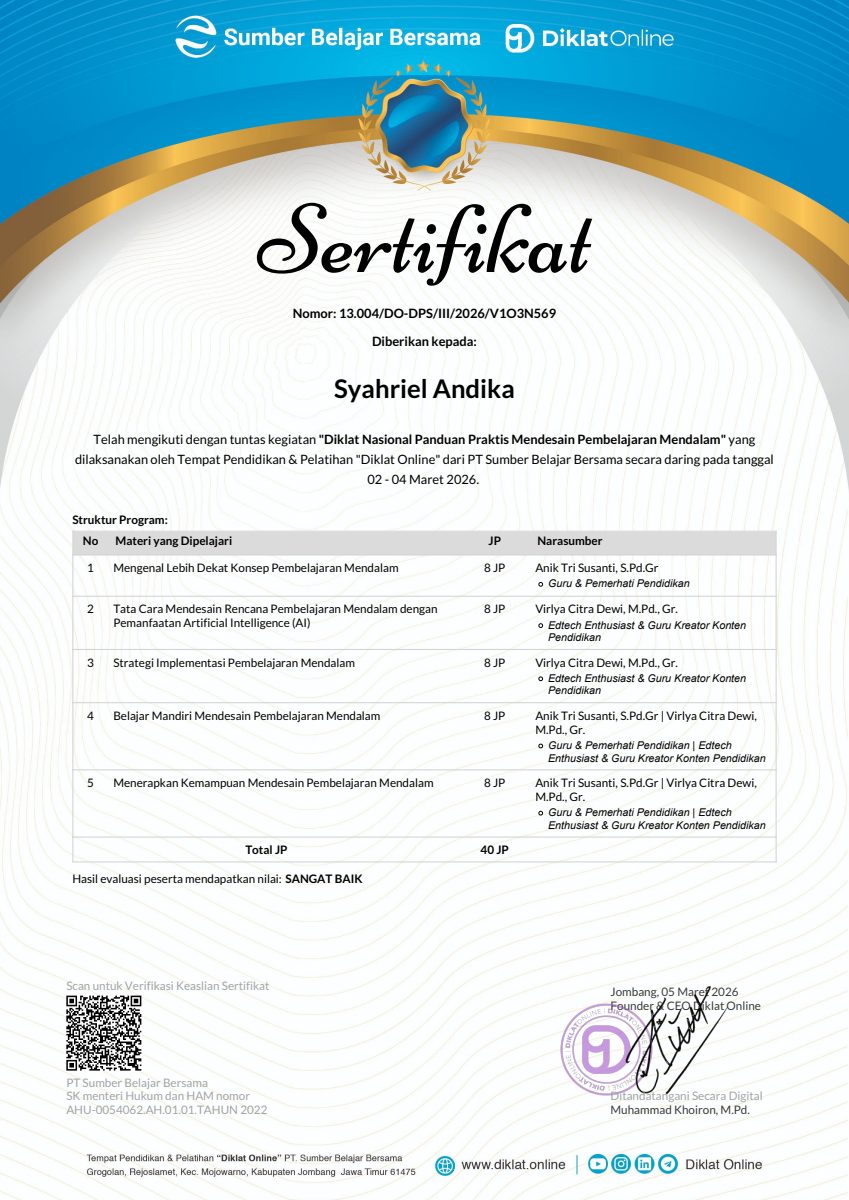 Sumber Belajar Bersama DiklatOnline
Sertifikat
Nomor: 13.004/DO-DPS/III/2026/V1O3N569
Diberikan kepada:
Syahriel Andika
Telah mengikuti dengan tuntas kegiatan "Diklat Nasional Panduan Praktis Mendesain Pembelajaran Mendalam" yang
dilaksanakan oleh Tempat Pendidikan & Pelatihan "Diklat Online" dari PT Sumber Belajar Bersama secara daring pada tanggal
02 - 04 Maret 2026.
Struktur Program:
No Materi yang Dipelajari JP Narasumber
1 Mengenal Lebih Dekat Konsep Pembelajaran Mendalam 8 JP Anik Tri Susanti, S.Pd.Gr
Guru & Pemerhati Pendidikan
2 Tata Cara Mendesain Rencana Pembelajaran Mendalam dengan 8 JP Virlya Citra Dewi, M.Pd., Gr.
Pemanfaatan Artificial Intelligence (AI)
Edtech Enthusiast & Guru Kreator Konten
Pendidikan
3 Strategi Implementasi Pembelajaran Mendalam 8 JP Virlya Citra Dewi, M.Pd., Gr.
Edtech Enthusiast & Guru Kreator Konten
Pendidikan
4 Belajar Mandiri Mendesain Pembelajaran Mendalam 8 JP Anik Tri Susanti, S.Pd.Gr | Virlya Citra Dewi,
M.Pd., Gr.
Guru & Pemerhati Pendidikan | Edtech
Enthusiast & Guru Kreator Konten Pendidikan
5 Menerapkan Kemampuan Mendesain Pembelajaran Mendalam 8 JP Anik Tri Susanti, S.Pd.Gr | Virlya Citra Dewi,
M.Pd., Gr.
Guru & Pemerhati Pendidikan | Edtech
Enthusiast & Guru Kreator Konten Pendidikan
Total JP 40 JP
Hasil evaluasi peserta mendapatkan nilai: SANGAT BAIK
Scan untuk Verifikasi Keaslian Sertifikat
PT Sumber Belajar Bersama
SK menteri Hukum dan HAM nomor
AHU-0054062.AH.01.01.TAHUN 2022
Jombang, 05 Maret 2026
Founder & CEO Diklat Online
DIKLATONLINE | DIKLATONLINE | DIKLATONLINE
Ditandatangani Secara Digital
Muhammad Khoiron, M.Pd.
Tempat Pendidikan & Pelatihan “Diklat Online” PT. Sumber Belajar Bersama
Grogolan, Rejoslamet, Kec. Mojowarno, Kabupaten Jombang Jawa Timur 61475
www.diklat.online | Diklat Online